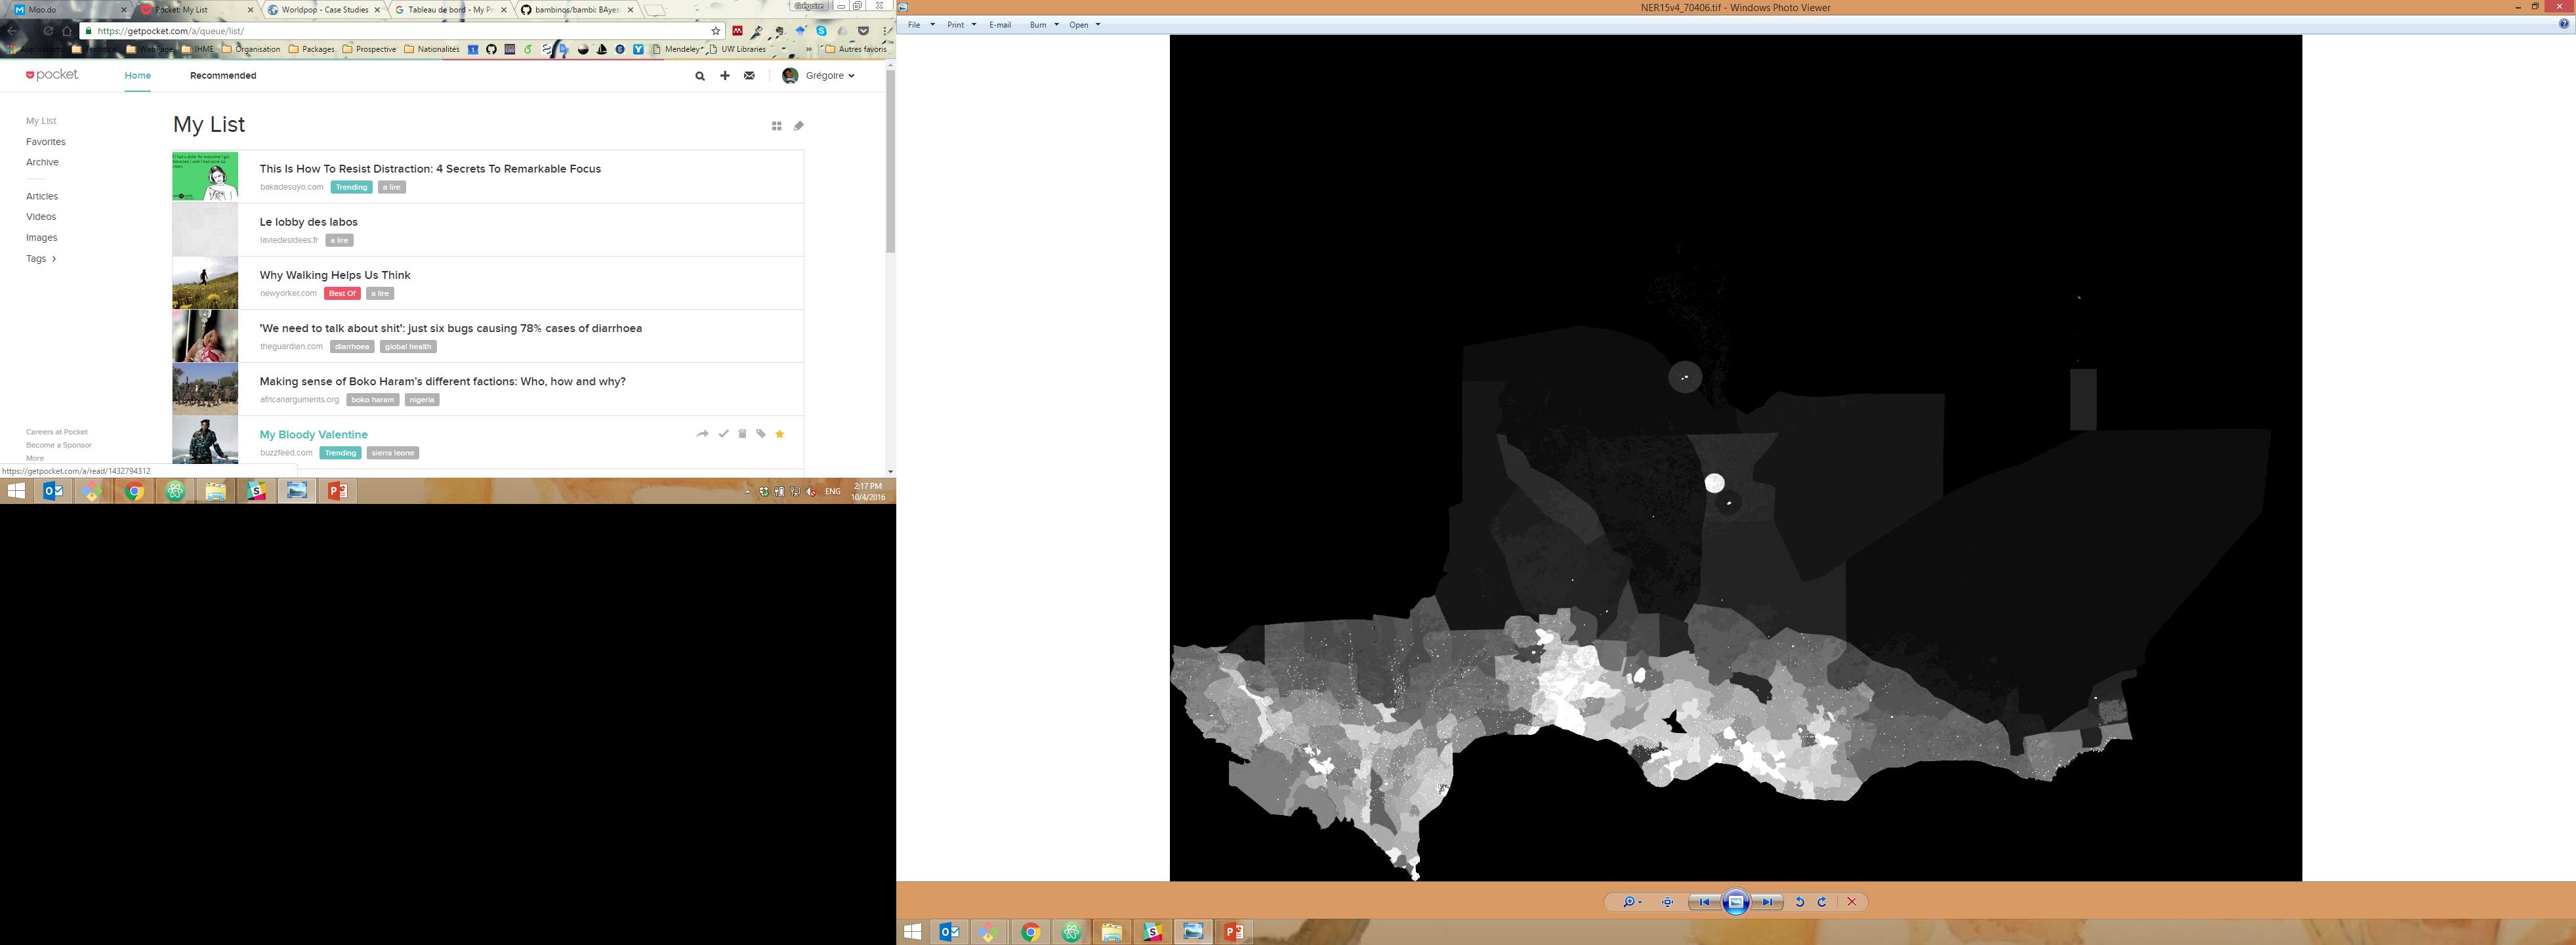 Moo.do
Pocket: My List
Worldpop - Case Studies
Tableau de bord - My Pr
bambinos/bambi: BAyes
Grégoire
https://getpocket.com/a/queue/list/
Applications
Technical
WebPage
IHME
Organisation
Packages
Prospective
Nationalités
Mendeley
UW Libraries
»
Autres favoris
pocket
Home
Recommended
Grégoire
My List
Favorites
Archive
Articles
Videos
Images
Tags
Careers at Pocket
Become a Sponsor
More
My List
This Is How To Resist Distraction: 4 Secrets To Remarkable Focus
bakadesuyo.com Trending a lire
Le lobby des labos
laviedesidees.fr a lire
Why Walking Helps Us Think
newyorker.com Best Of a lire
'We need to talk about shit': just six bugs causing 78% cases of diarrhoea
theguardian.com diarrhoea global health
Making sense of Boko Haram's different factions: Who, how and why?
africanarguments.org boko haram nigeria
My Bloody Valentine
buzzfeed.com Trending sierra leone
https://getpocket.com/a/read/1432794312
ENG
2:17 PM
10/4/2016
NER15v4_70406.tif - Windows Photo Viewer
File Print E-mail Burn Open